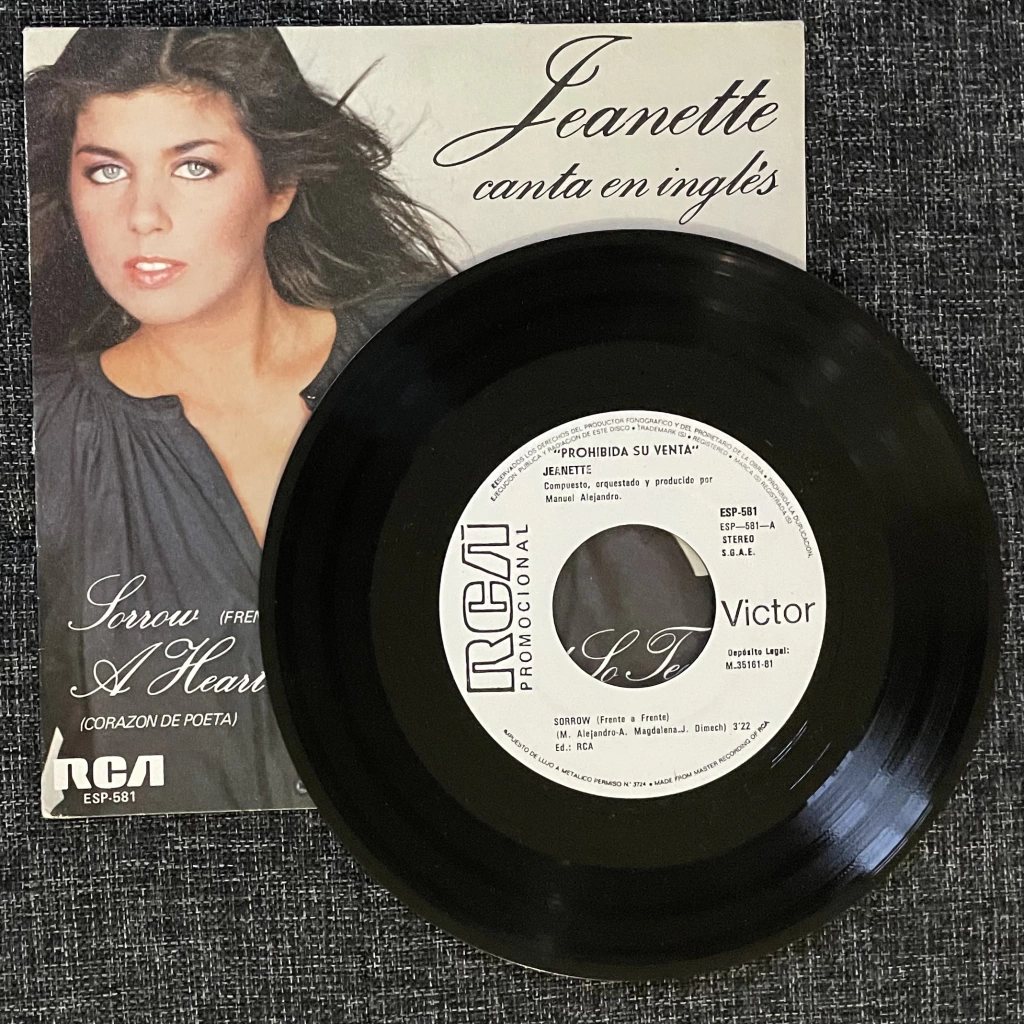 Jeanette
canta en inglés
Sorrow (FREN
A Heart
(CORAZON DE POETA)
RCA
ESP-581
RESERVADOS LOS DERECHOS DEL PRODUCTOR FONOGRAFICO Y DEL PROPIETARIO DE LA OBRA • PROHIBIDA LA DUPLICACION,
EJECUCION PUBLICA Y RADIACION DE ESTE DISCO • TRADEMARK (S) • REGISTERED • MARCA (S) REGISTRADA (S)
"PROHIBIDA SU VENTA"
JEANETTE
Compuesto, orquestado y producido por
Manuel Alejandro.
ESP-581
ESP—581—A
STEREO
S.G.A.E.
RCA
PROMOCIONAL
Victor
So Te
Depósito Legal:
M.35161-81
SORROW (Frente a Frente)
(M. Alejandro-A. Magdalena-J. Dimech) 3'22
Ed.: RCA
IMPUESTO DE LUJO A METALICO PERMISO N.° 3724 • MADE FROM MASTER RECORDING OF RCA